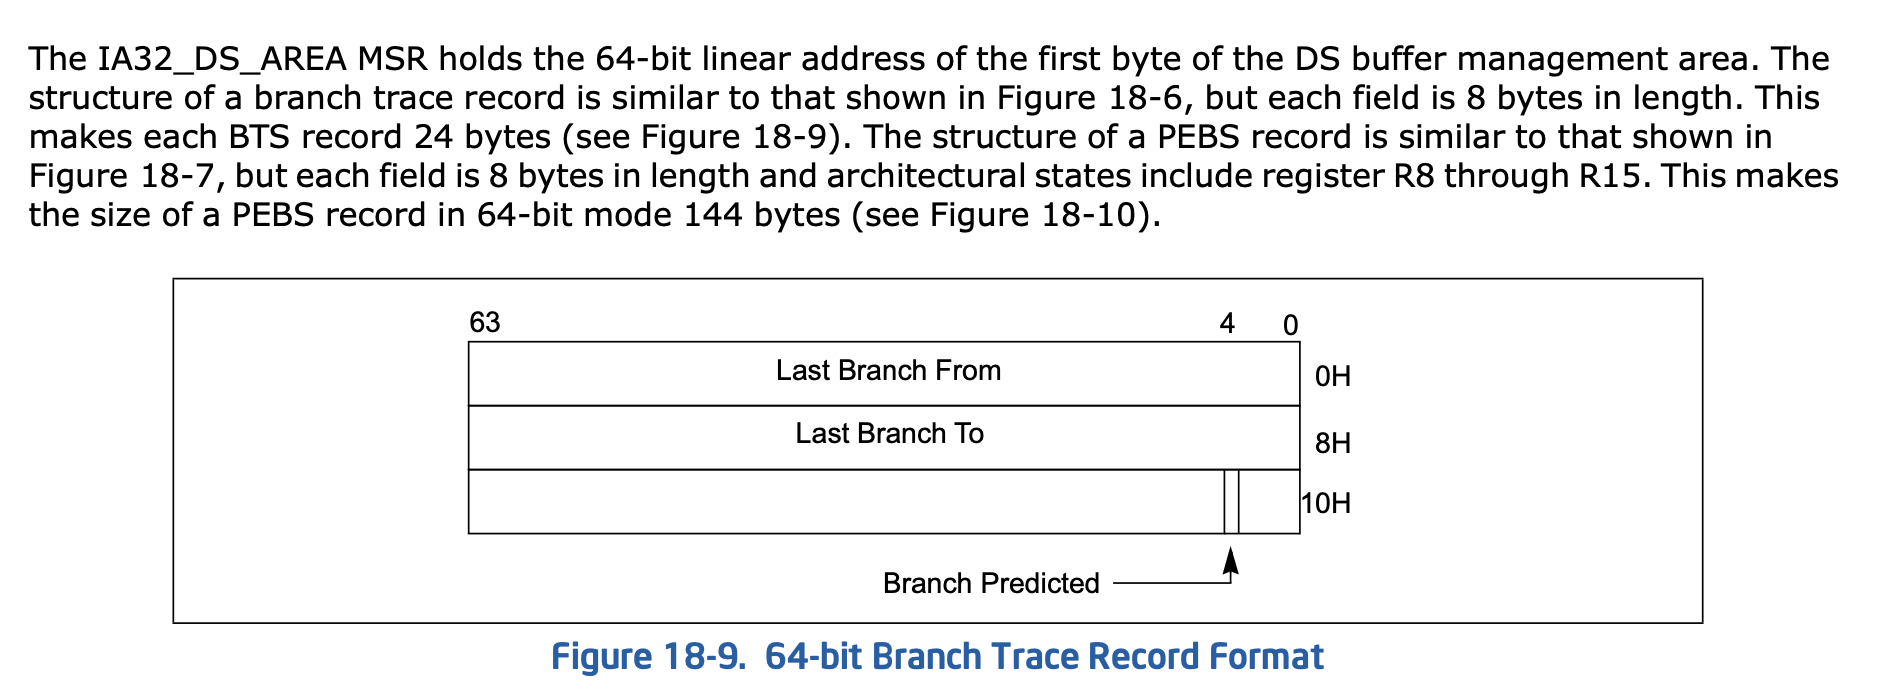 The IA32_DS_AREA MSR holds the 64-bit linear address of the first byte of the DS buffer management area. The
structure of a branch trace record is similar to that shown in Figure 18-6, but each field is 8 bytes in length. This
makes each BTS record 24 bytes (see Figure 18-9). The structure of a PEBS record is similar to that shown in
Figure 18-7, but each field is 8 bytes in length and architectural states include register R8 through R15. This makes
the size of a PEBS record in 64-bit mode 144 bytes (see Figure 18-10).
63 4 0
Last Branch From 0H
Last Branch To 8H
10H
Branch Predicted
Figure 18-9. 64-bit Branch Trace Record Format